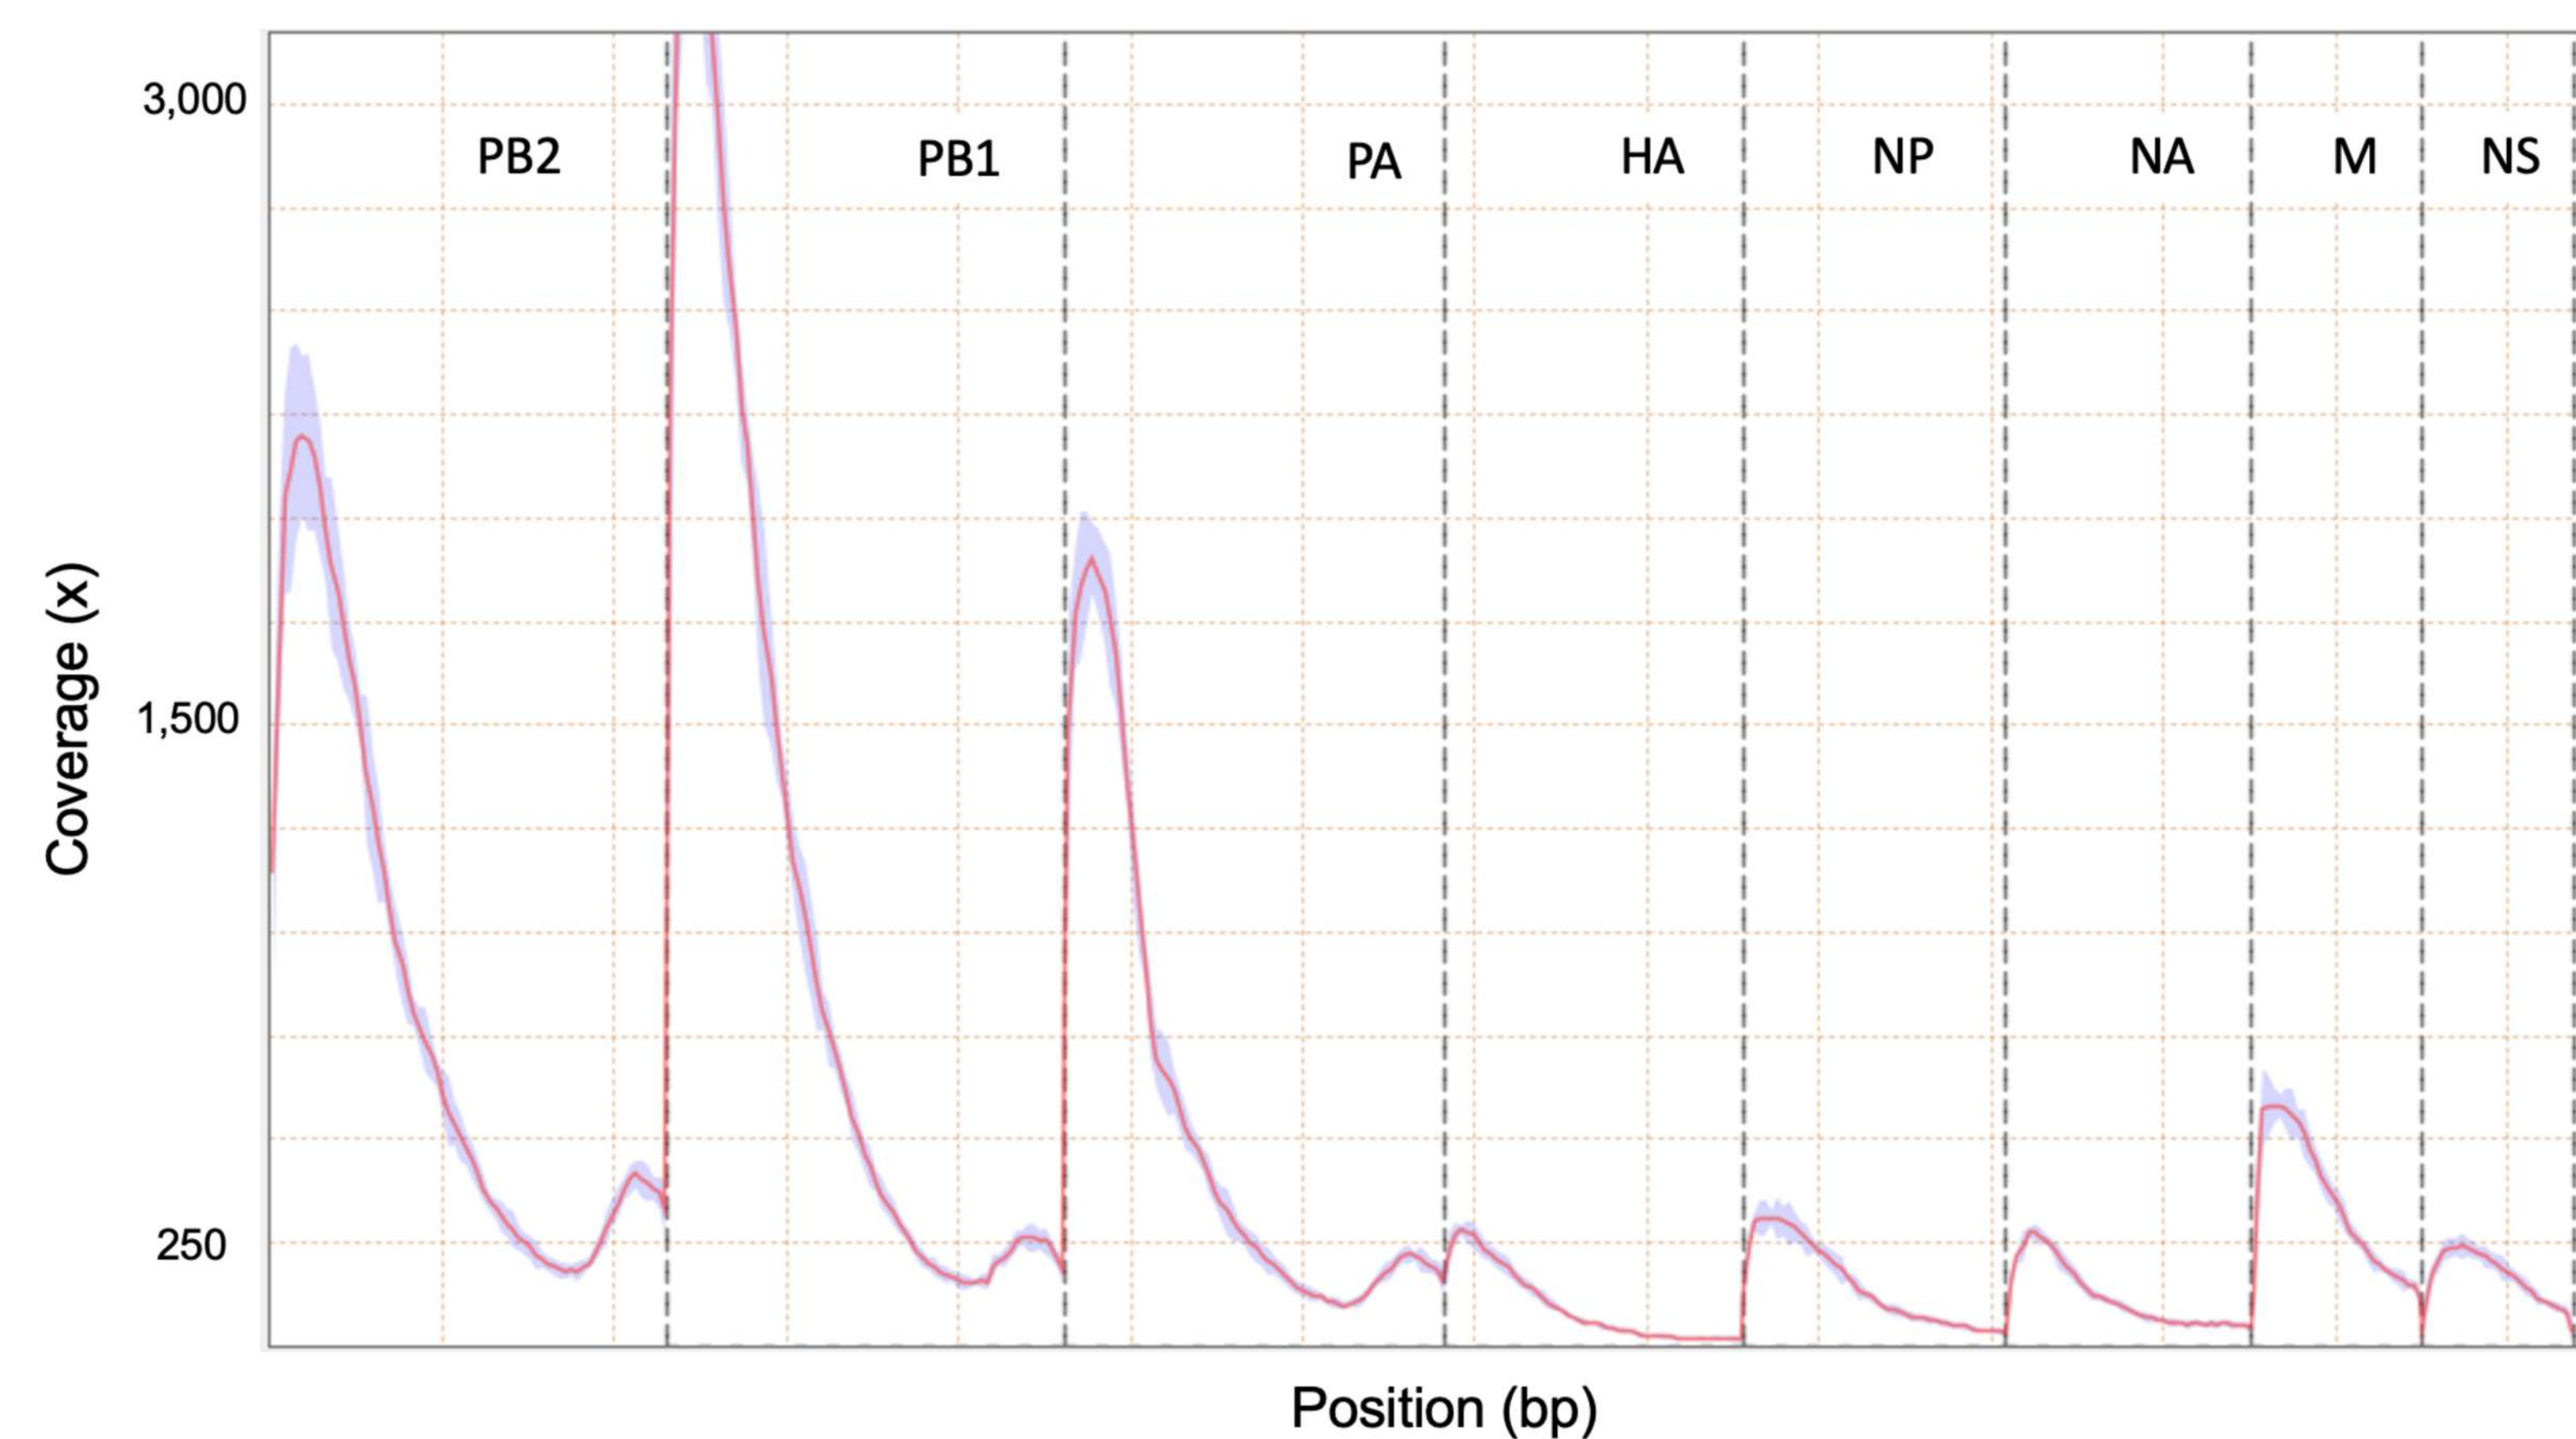 3,000
PB2 PB1 PA HA NP NA M NS
Coverage (x)
1,500
250
Position (bp)